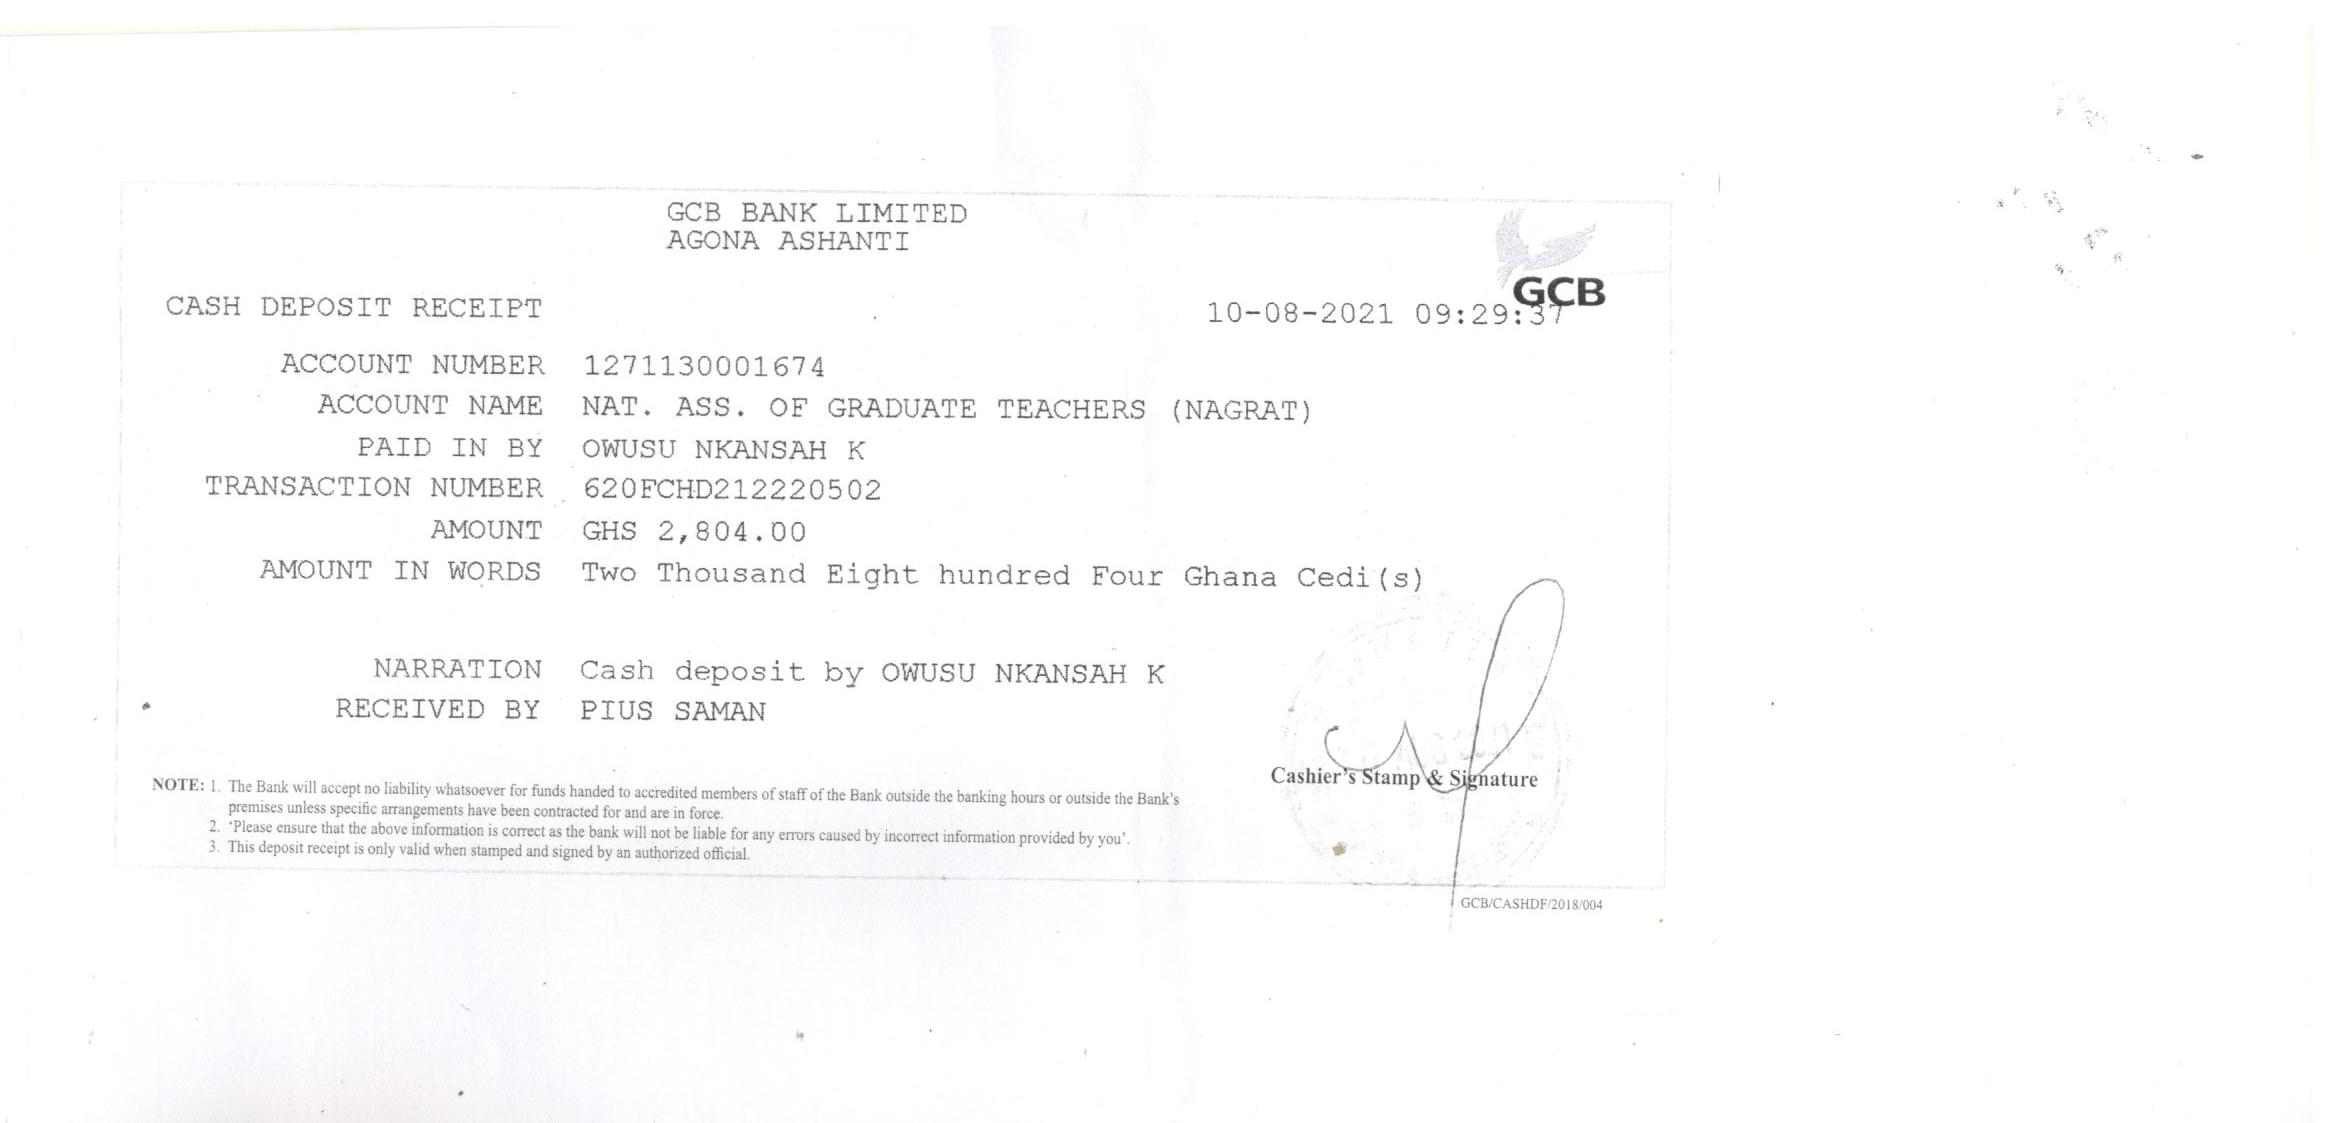 GCB BANK LIMITED
AGONA ASHANTI
GCB
CASH DEPOSIT RECEIPT 10-08-2021 09:29:37
ACCOUNT NUMBER 1271130001674
ACCOUNT NAME NAT. ASS. OF GRADUATE TEACHERS (NAGRAT)
PAID IN BY OWUSU NKANSAH K
TRANSACTION NUMBER 620FCHD212220502
AMOUNT GHS 2,804.00
AMOUNT IN WORDS Two Thousand Eight hundred Four Ghana Cedi(s)
NARRATION Cash deposit by OWUSU NKANSAH K
RECEIVED BY PIUS SAMAN
Cashier's Stamp & Signature
NOTE: 1. The Bank will accept no liability whatsoever for funds handed to accredited members of staff of the Bank outside the banking hours or outside the Bank's
premises unless specific arrangements have been contracted for and are in force.
2. 'Please ensure that the above information is correct as the bank will not be liable for any errors caused by incorrect information provided by you'.
3. This deposit receipt is only valid when stamped and signed by an authorized official.
GCB/CASHDF/2018/004